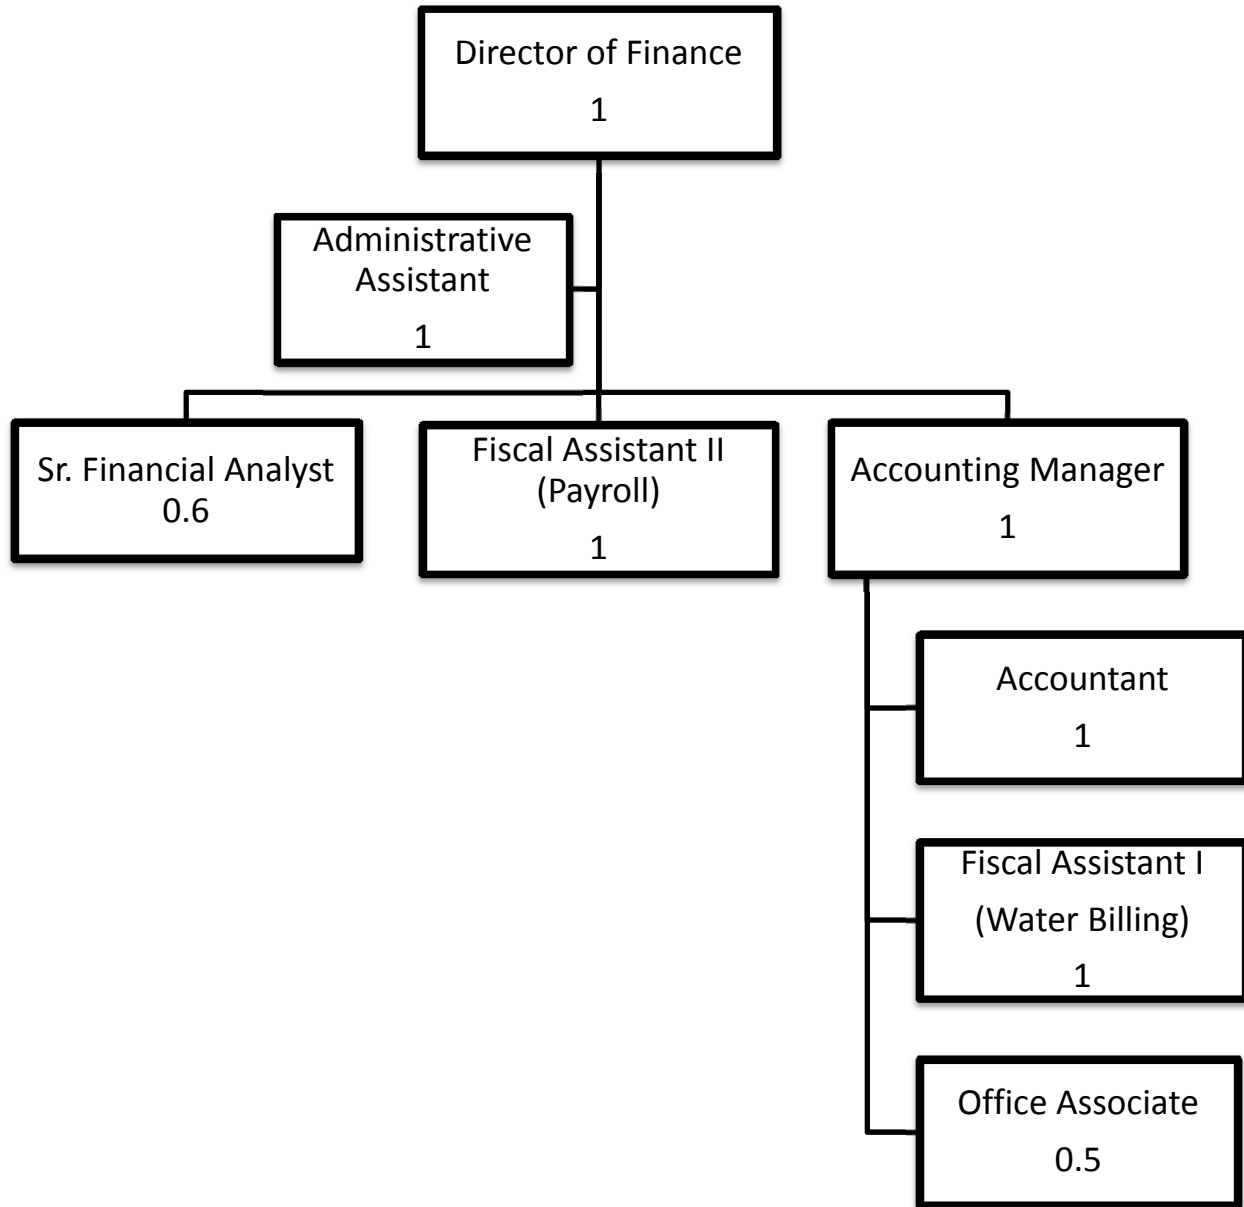 Director of Finance
1
Administrative
Assistant
1
Sr. Financial Analyst
0.6
Fiscal Assistant II
(Payroll)
1
Accounting Manager
1
Accountant
1
Fiscal Assistant I
(Water Billing)
1
Office Associate
0.5